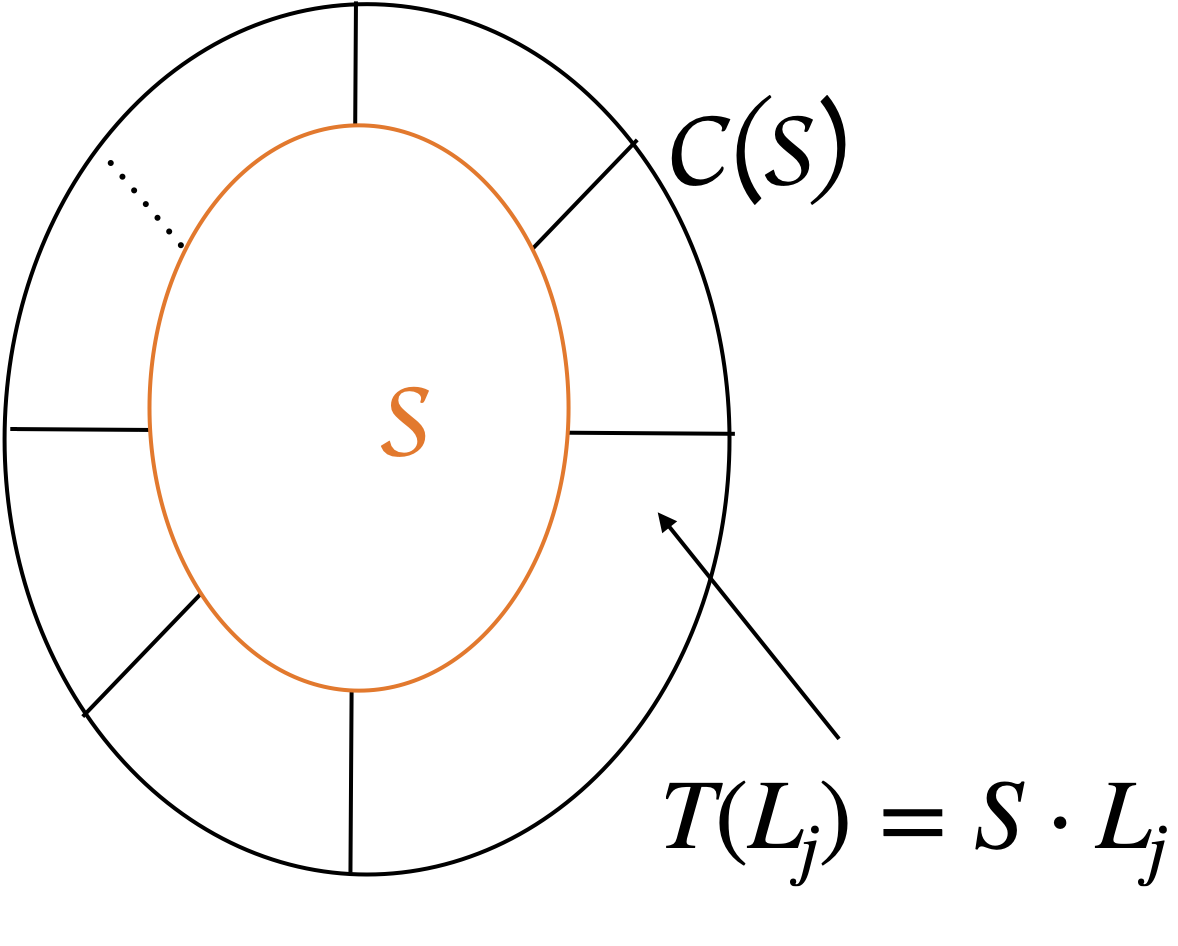 C(S)
S
T(L_j) = S · L_j